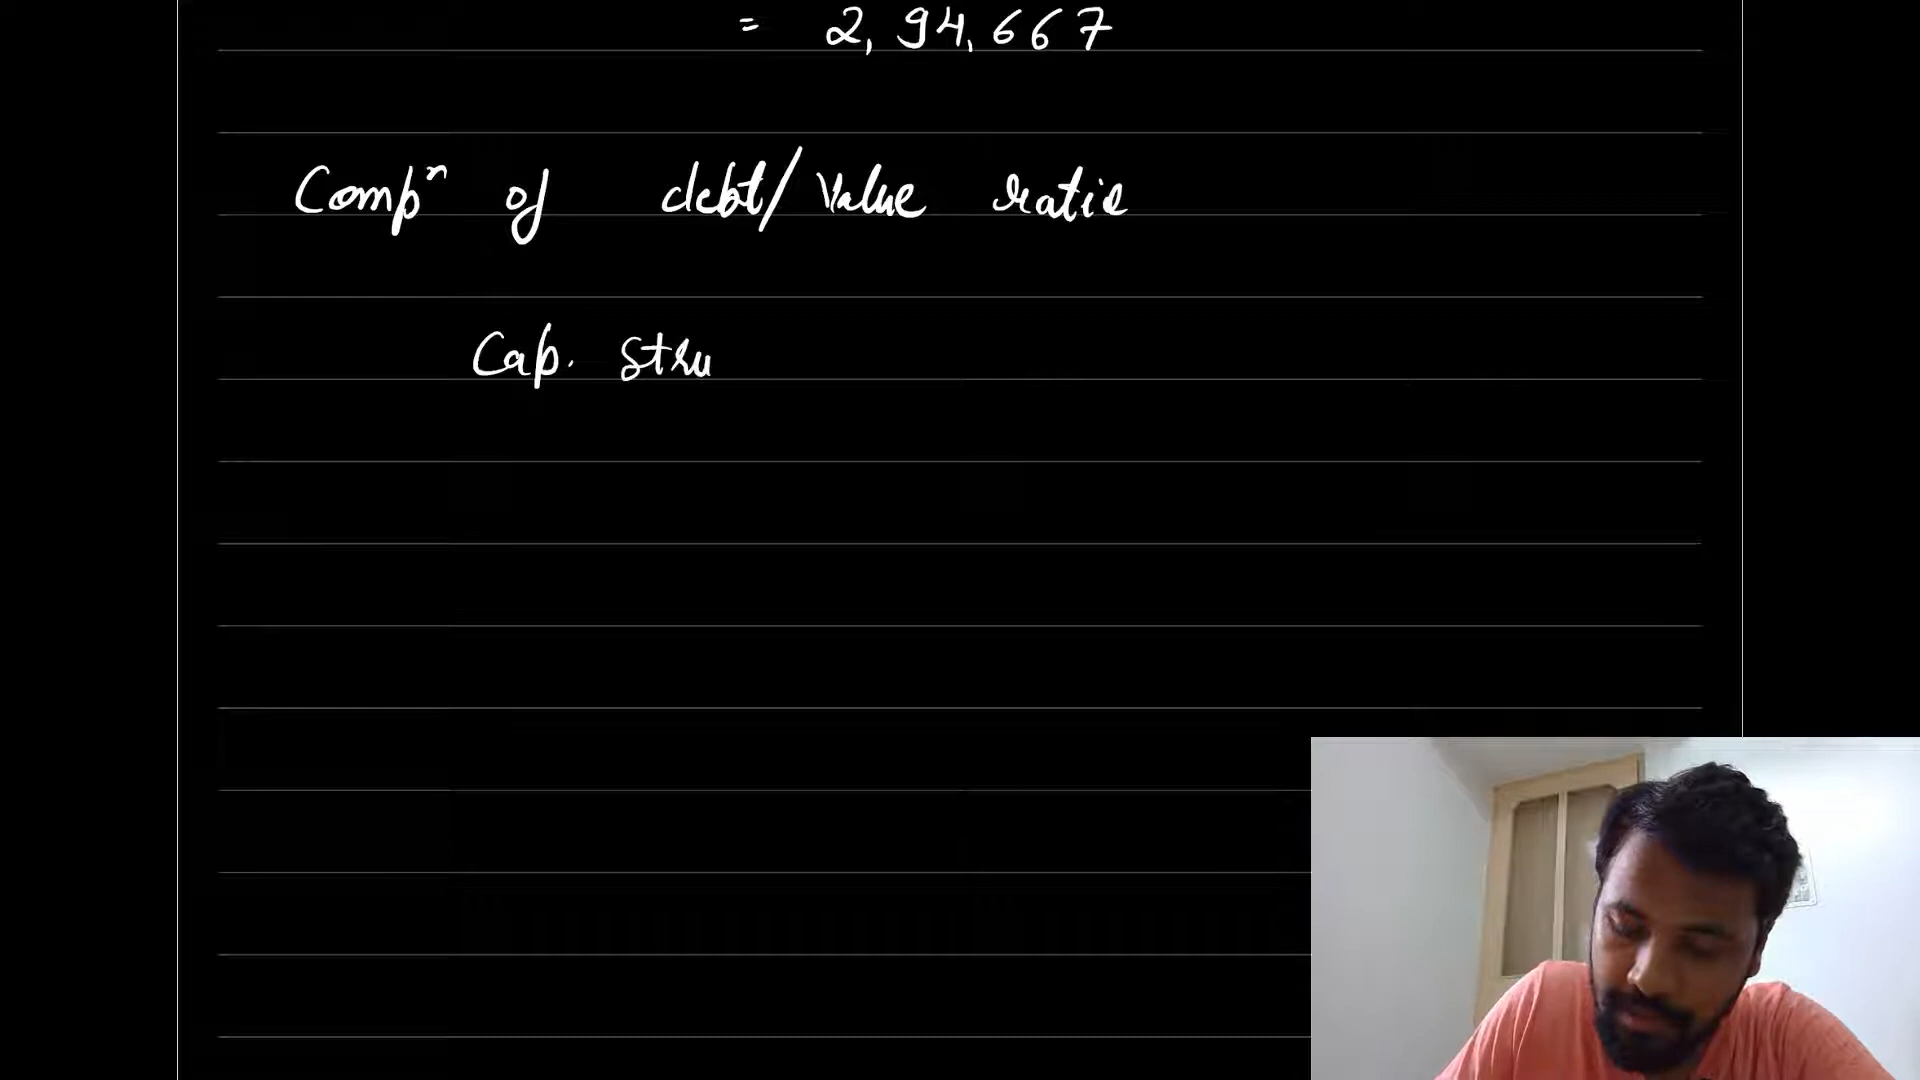 = 2,94,667
Compⁿ of debt/value ratio
Cap. stru